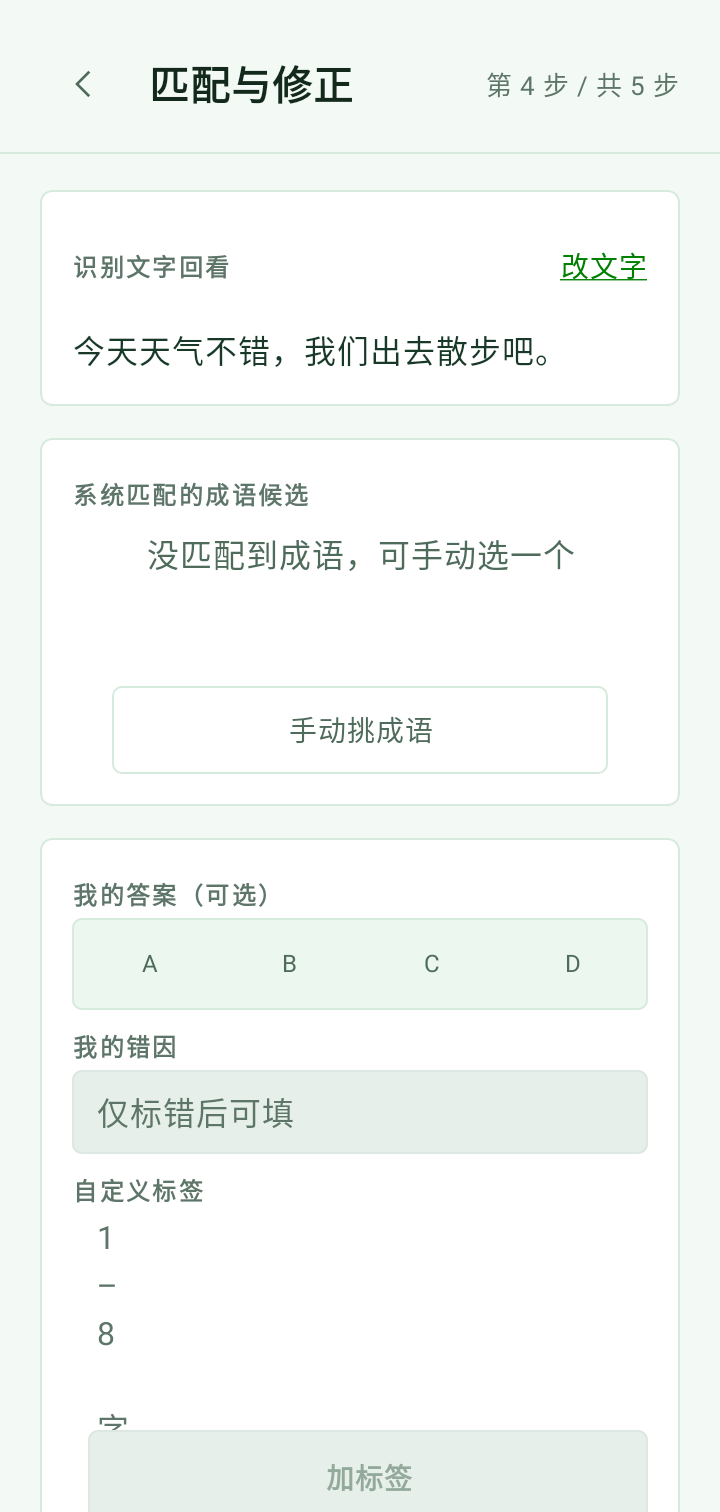 匹配与修正
第 4 步 / 共 5 步
识别文字回看
改文字
今天天气不错，我们出去散步吧。
系统匹配的成语候选
没匹配到成语，可手动选一个
手动挑成语
我的答案（可选）
A B C D
我的错因
仅标错后可填
自定义标签
1
–
8
字
加标签